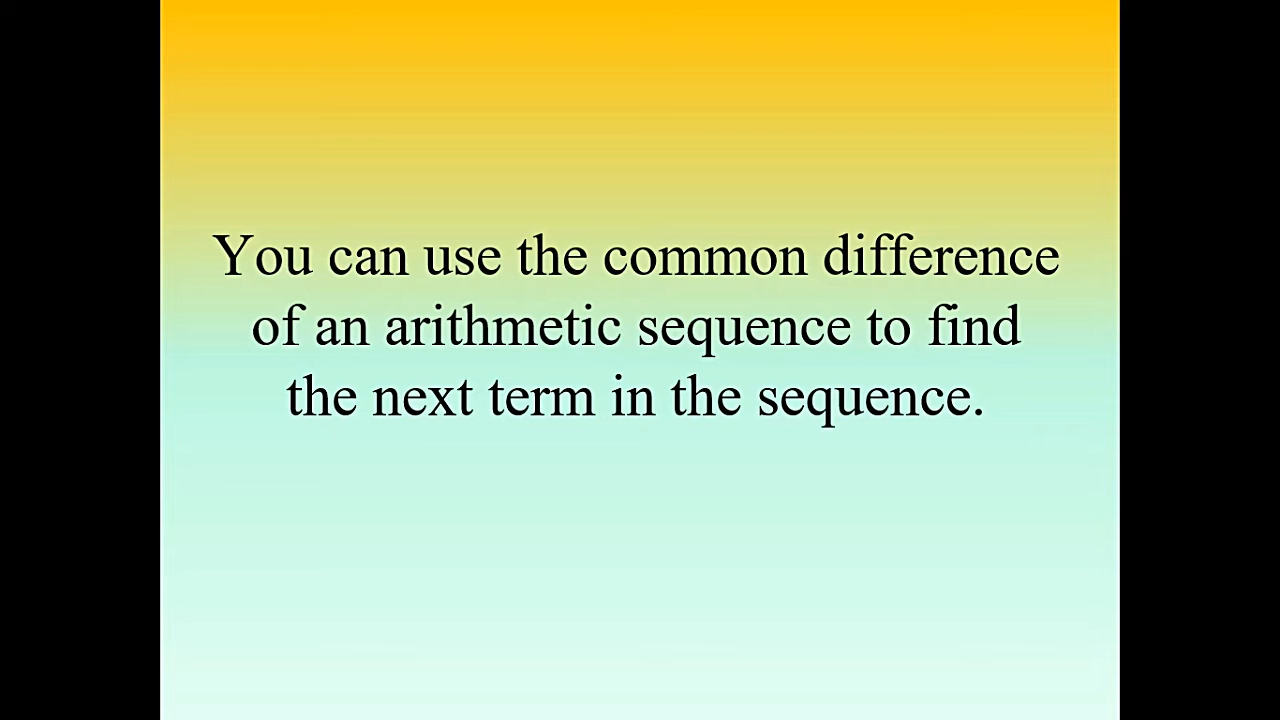 You can use the common difference
of an arithmetic sequence to find
the next term in the sequence.